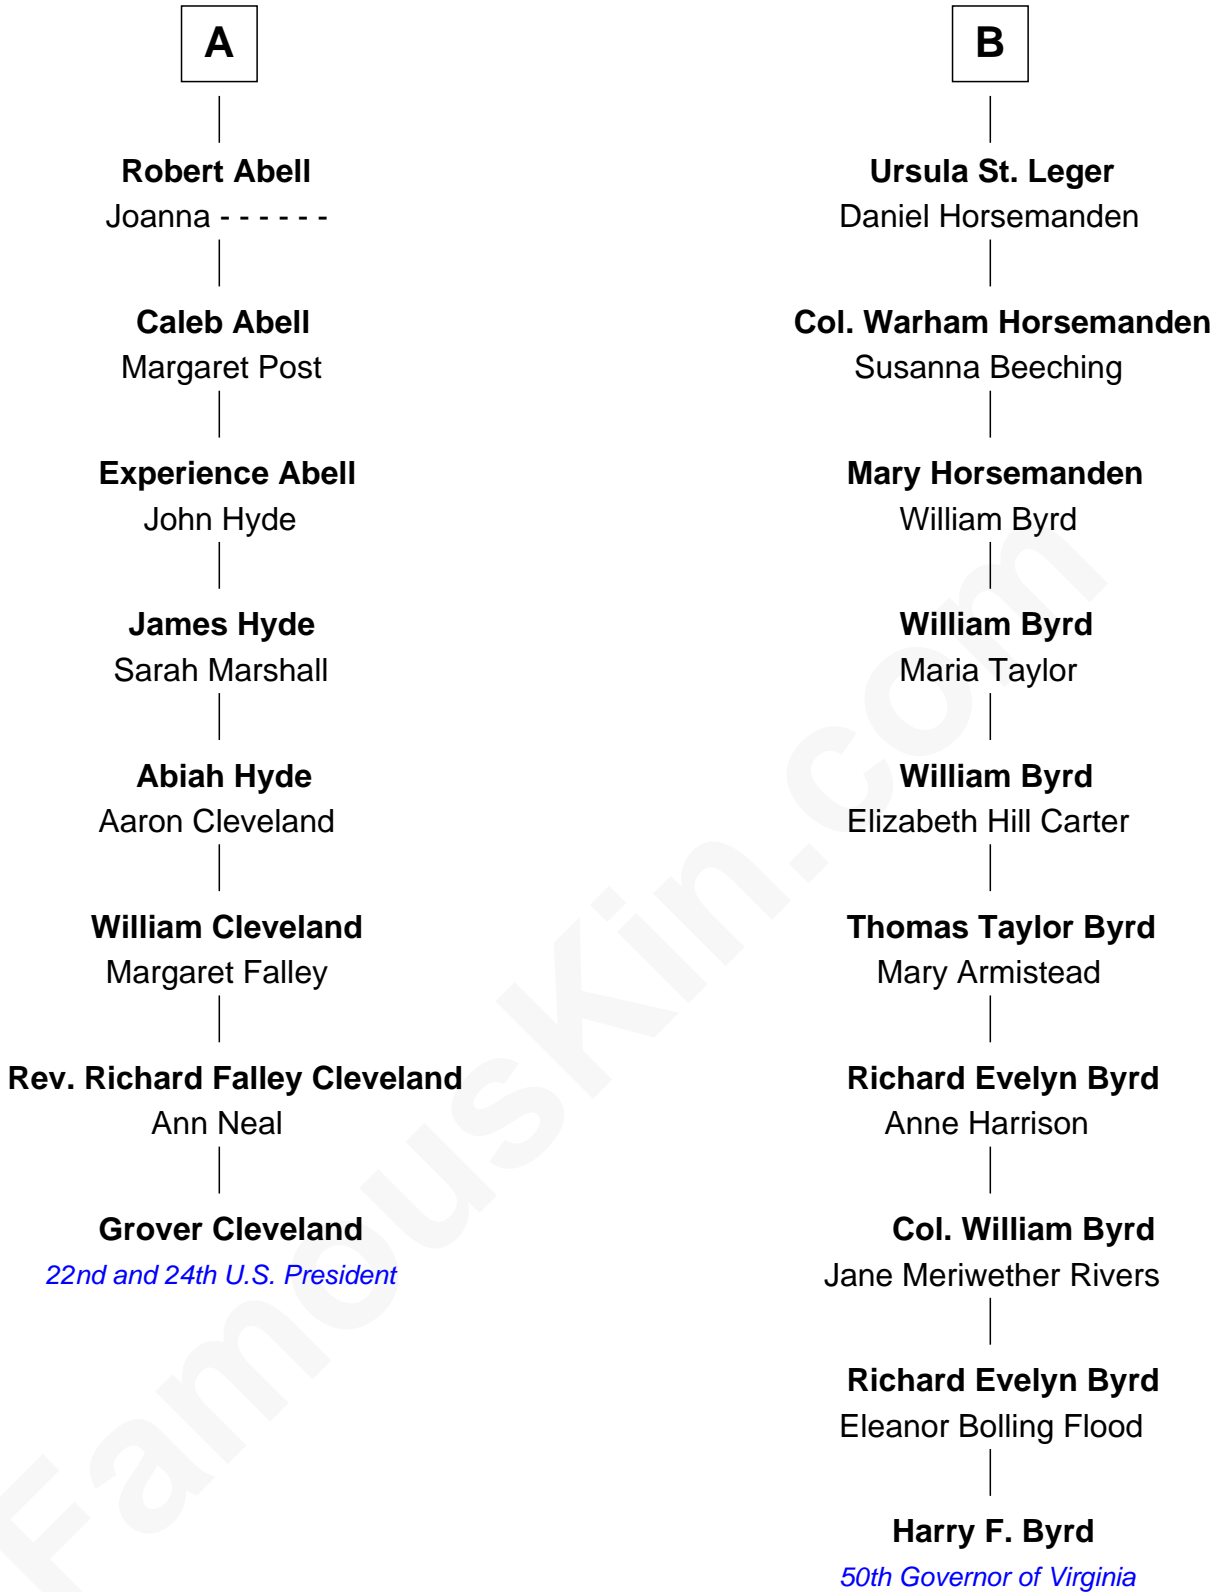 A
Robert Abell
Joanna - - - - - -
Caleb Abell
Margaret Post
Experience Abell
John Hyde
James Hyde
Sarah Marshall
Abiah Hyde
Aaron Cleveland
William Cleveland
Margaret Falley
Rev. Richard Falley Cleveland
Ann Neal
Grover Cleveland
22nd and 24th U.S. President
B
Ursula St. Leger
Daniel Horsemanden
Col. Warham Horsemanden
Susanna Beeching
Mary Horsemanden
William Byrd
William Byrd
Maria Taylor
William Byrd
Elizabeth Hill Carter
Thomas Taylor Byrd
Mary Armistead
Richard Evelyn Byrd
Anne Harrison
Col. William Byrd
Jane Meriwether Rivers
Richard Evelyn Byrd
Eleanor Bolling Flood
Harry F. Byrd
50th Governor of Virginia
FamousKin.com